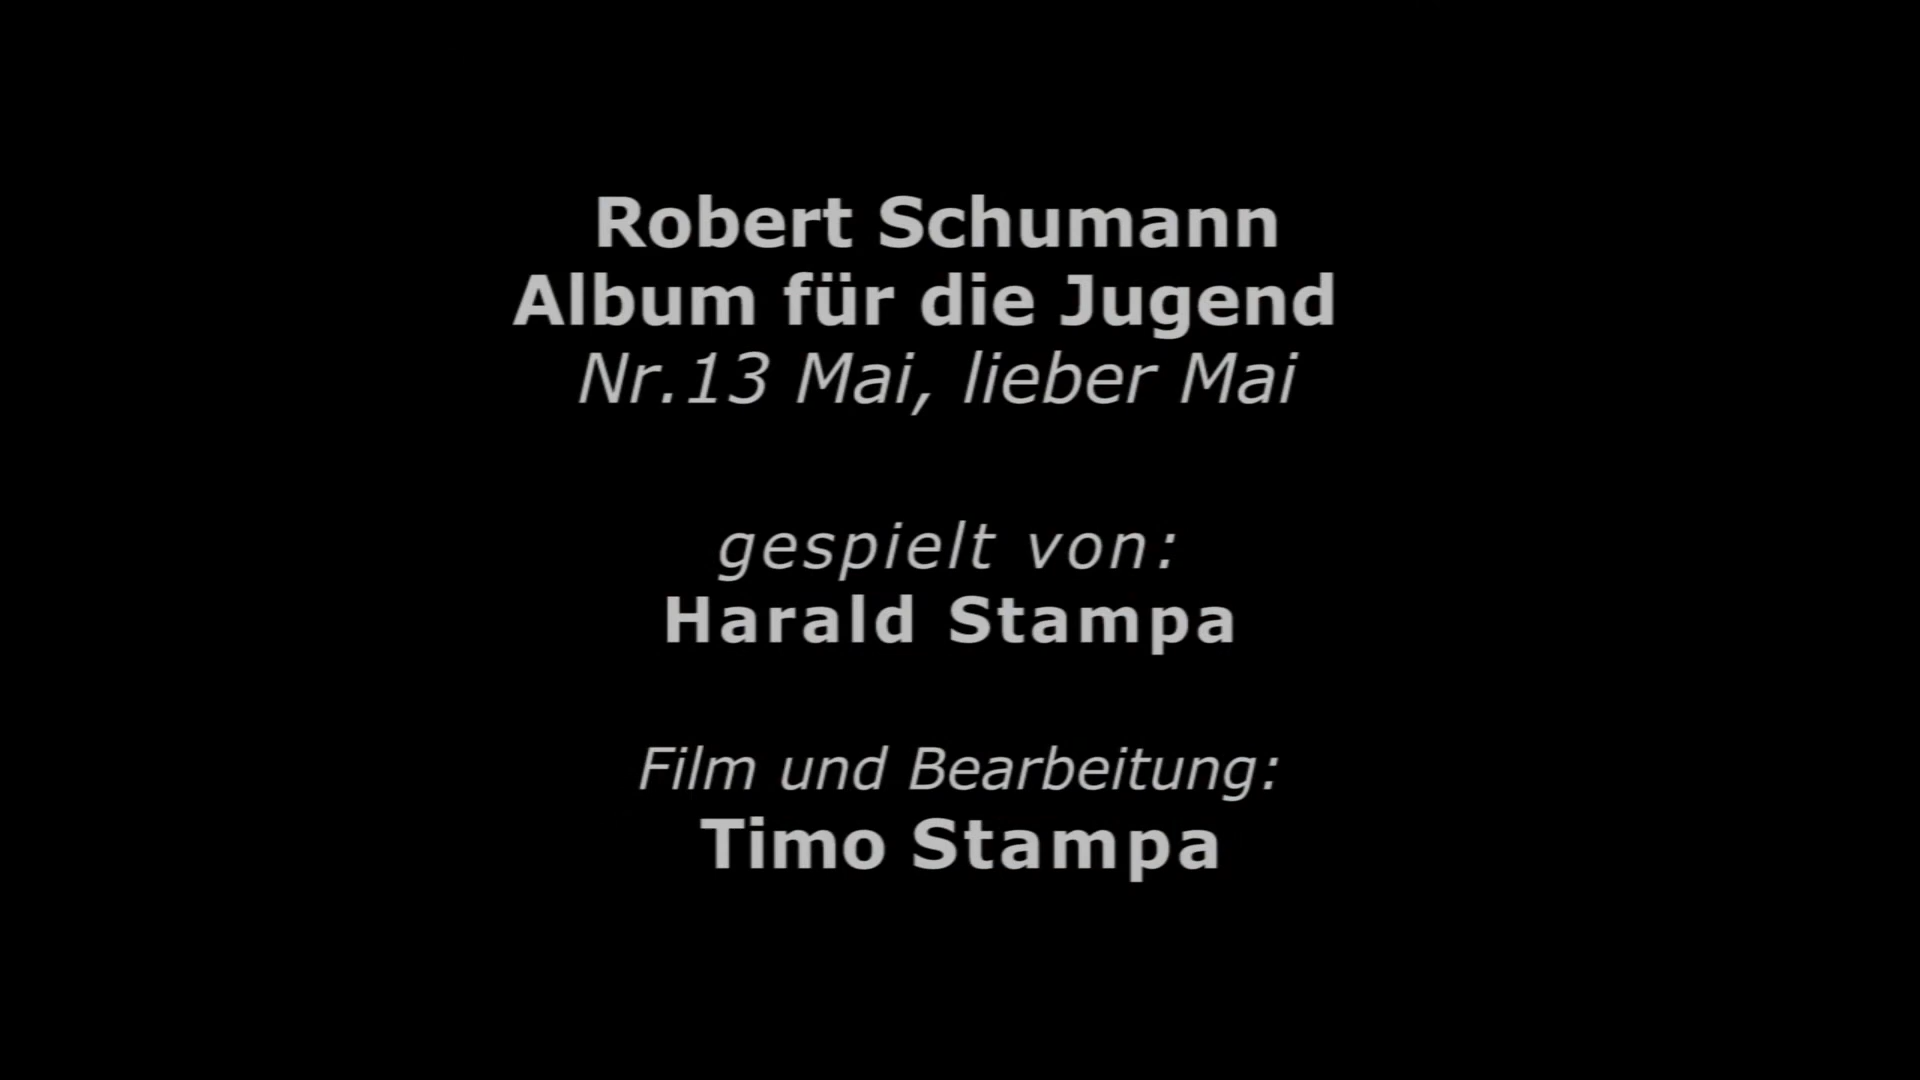 Robert Schumann
Album für die Jugend
Nr.13 Mai, lieber Mai
gespielt von:
Harald Stampa
Film und Bearbeitung:
Timo Stampa